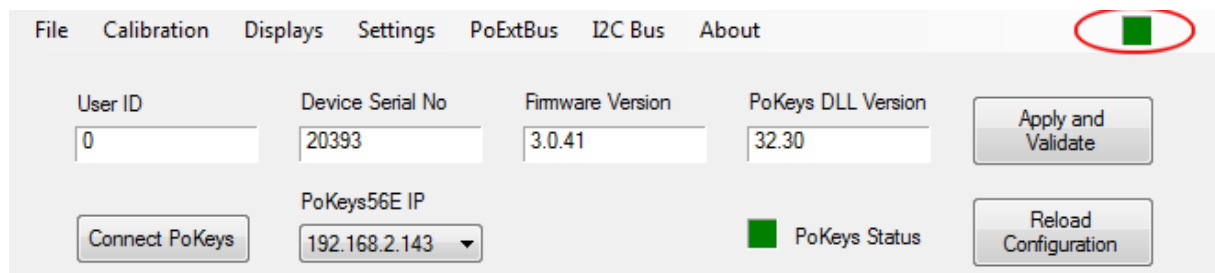 File Calibration Displays Settings PoExtBus I2C Bus About
User ID Device Serial No Firmware Version PoKeys DLL Version
0 20393 3.0.41 32.30
Apply and
Validate
PoKeys56E IP
Connect PoKeys 192.168.2.143 PoKeys Status
Reload
Configuration